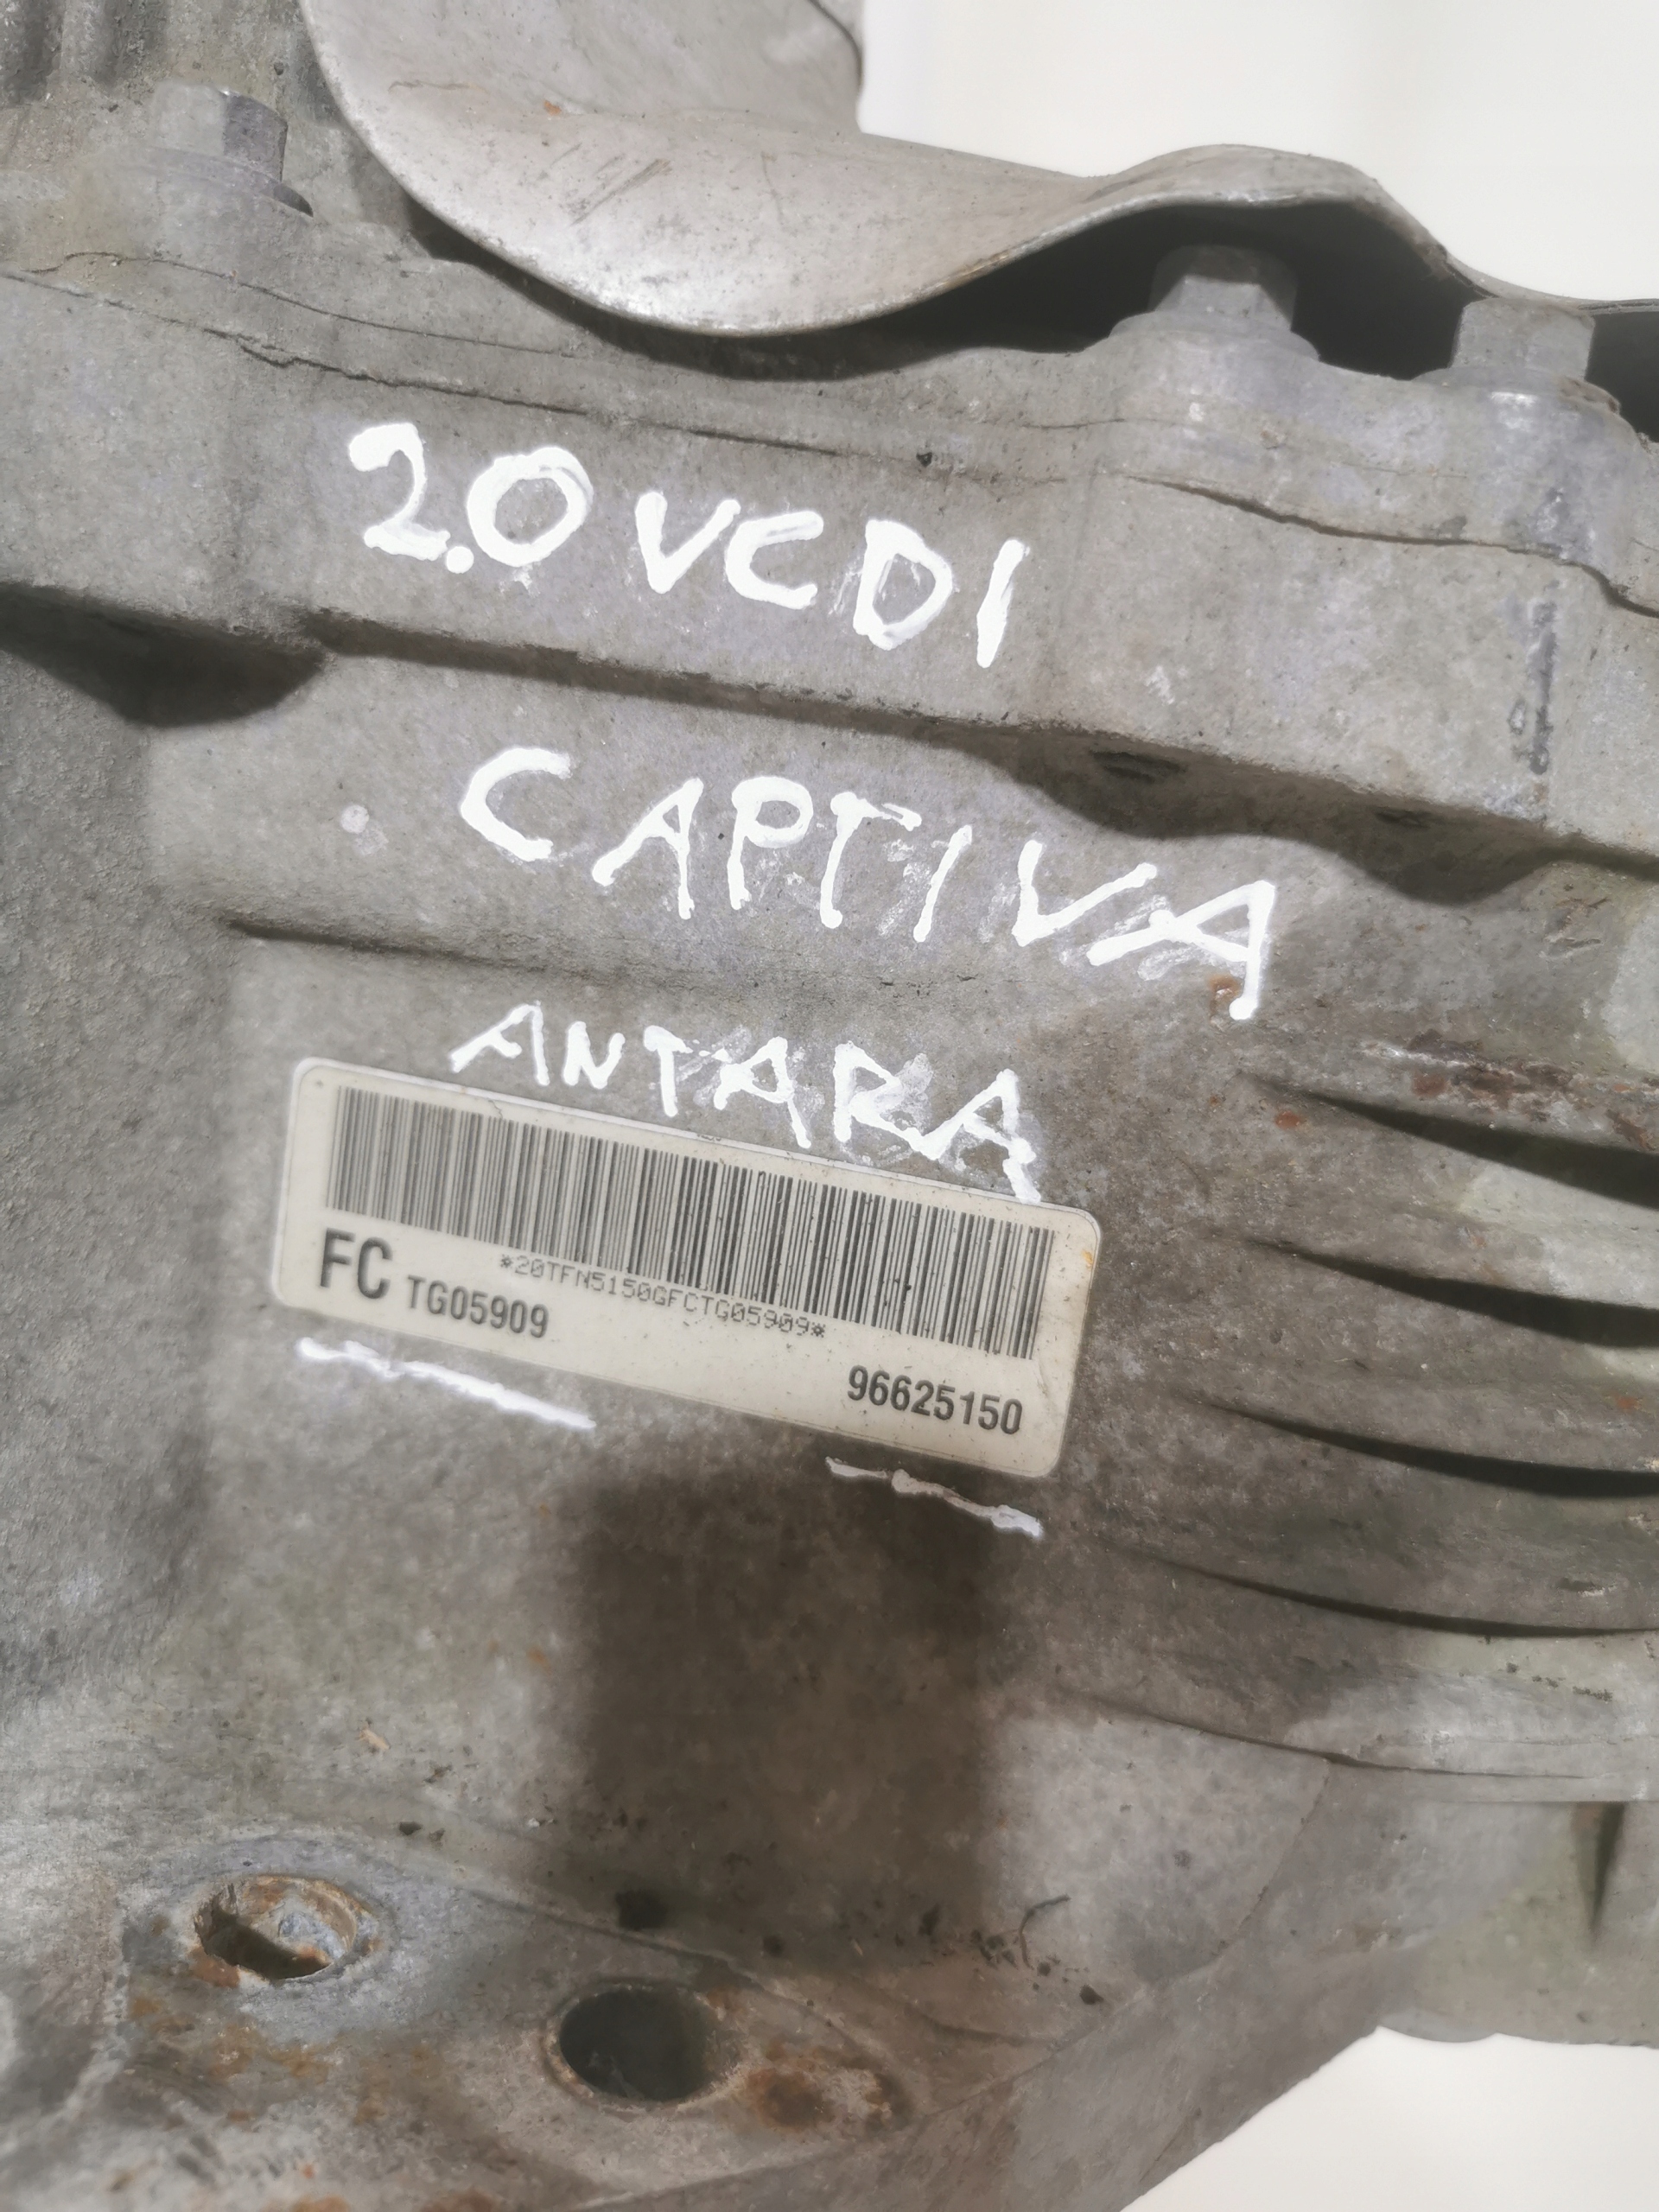 2.0 VCDI
CAPTIVA
ANTARA
*20TFN5150GFCTG05909*
FC TG05909
96625150